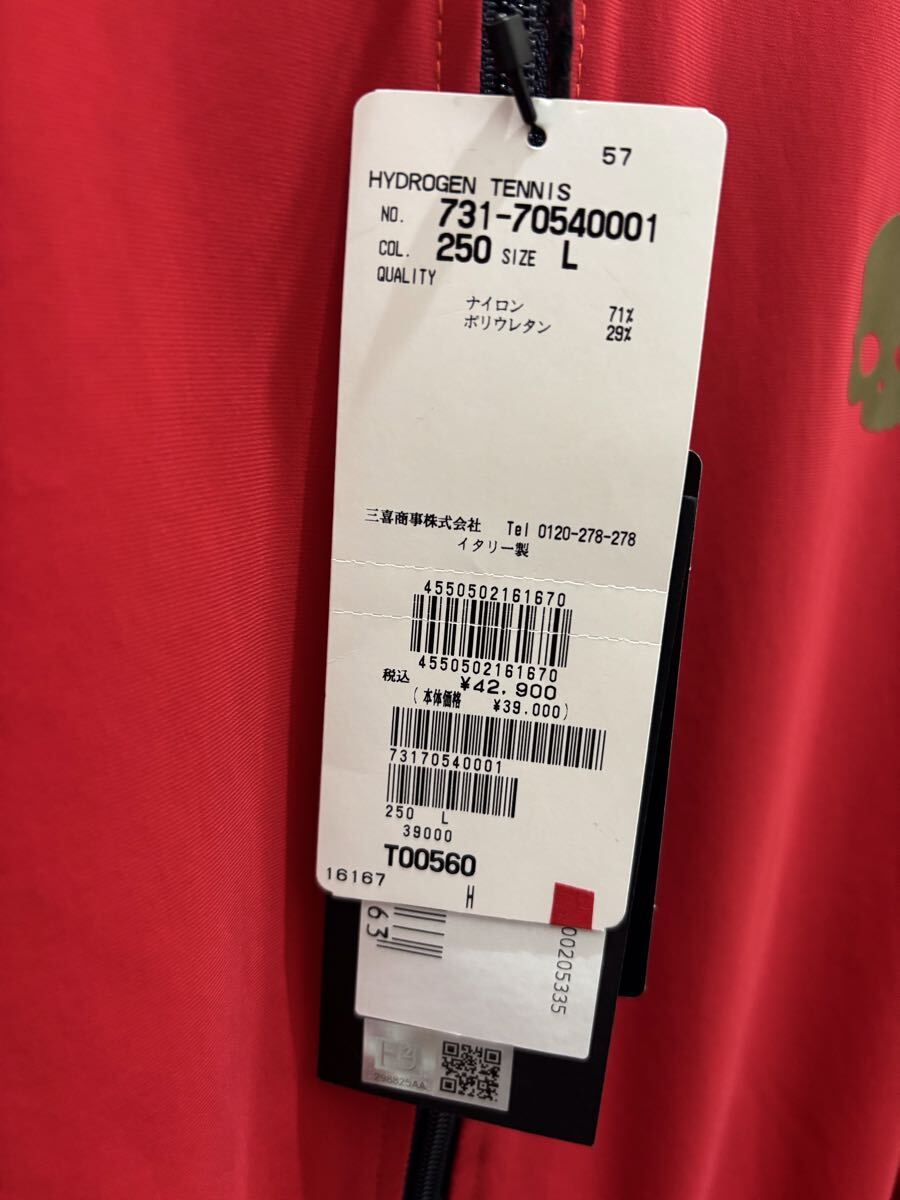 57
HYDROGEN TENNIS
NO. 731-70540001
COL. 250 SIZE L
QUALITY
ナイロン 71%
ポリウレタン 29%
三喜商事株式会社 Tel 0120-278-278
イタリー製
4550502161670
4550502161670
税込 ¥42,900
(本体価格 ¥39.000)
73170540001
250 L
39000
T00560
16167 H
63
00205335
298825AA